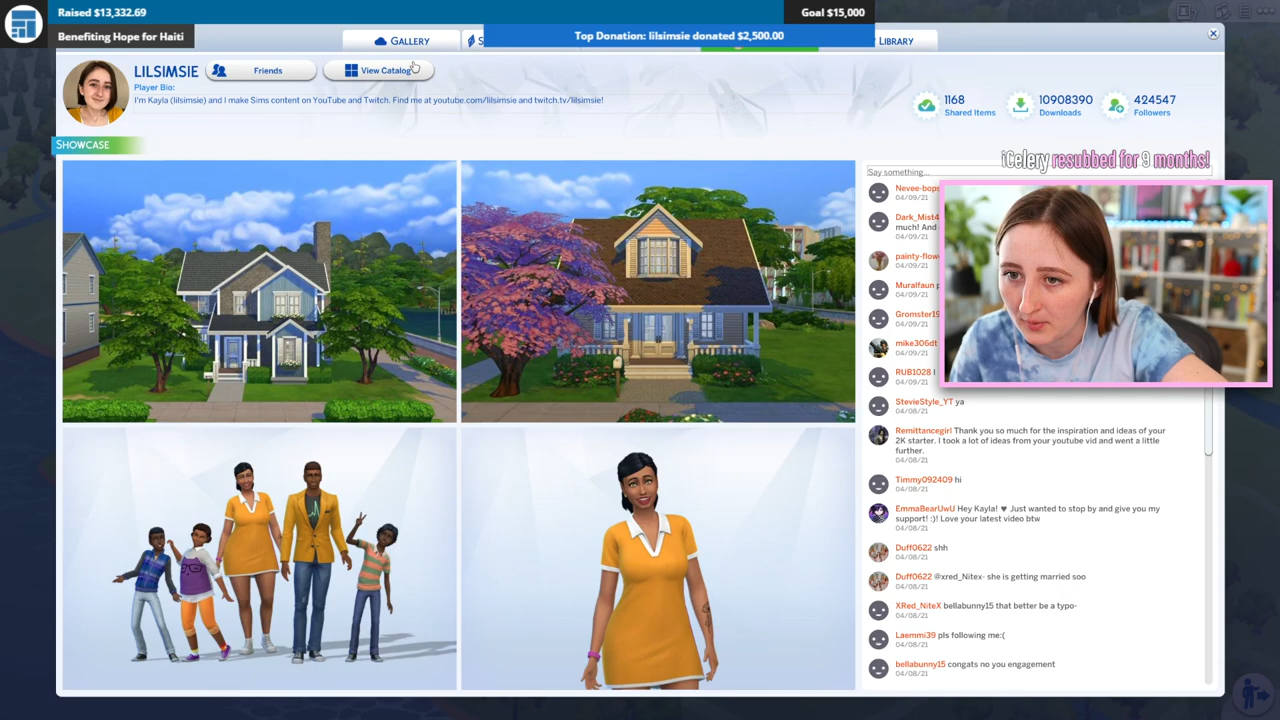 Raised $13,332.69
Goal $15,000
Benefiting Hope for Haiti
Top Donation: lilsimsie donated $2,500.00
GALLERY
LIBRARY
LILSIMSIE
Friends
View Catalog
Player Bio:
I'm Kayla (lilsimsie) and I make Sims content on YouTube and Twitch. Find me at youtube.com/lilsimsie and twitch.tv/lilsimsie!
1168
Shared Items
10908390
Downloads
424547
Followers
SHOWCASE
iCelery resubbed for 9 months!
Say something...
Nevee-bops
04/09/21
Dark_Mist4
much! And
04/09/21
painty-flow
04/09/21
Muralfaun
04/09/21
Gromster19
04/09/21
mike306dt
04/09/21
RUB1028 I
04/09/21
StevieStyle_YT ya
04/08/21
Remittancegirl Thank you so much for the inspiration and ideas of your
2K starter. I took a lot of ideas from your youtube vid and went a little
further.
04/08/21
Timmy092409 hi
04/08/21
EmmaBearUwU Hey Kayla! ♥ Just wanted to stop by and give you my
support! :)! Love your latest video btw
04/08/21
Duff0622 shh
04/08/21
Duff0622 @xred_Nitex- she is getting married soo
04/08/21
XRed_NiteX bellabunny15 that better be a typo-
04/08/21
Laemmi39 pls following me:(
04/08/21
bellabunny15 congats no you engagement
04/08/21